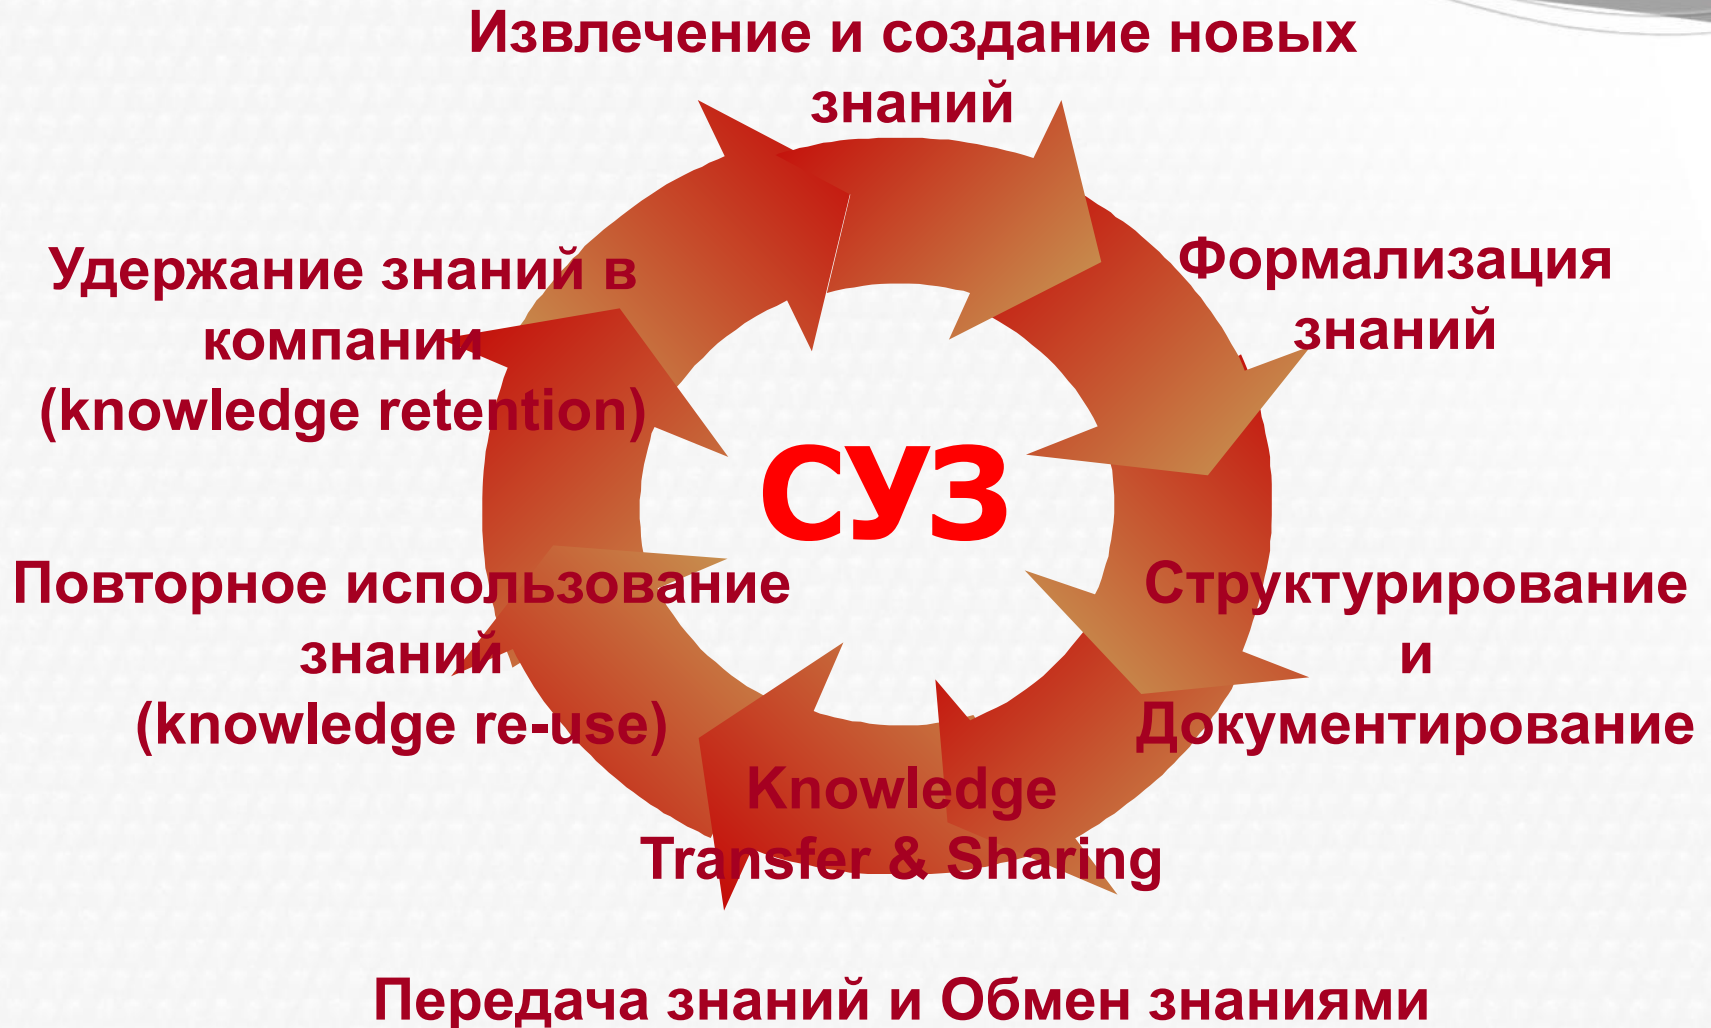 Извлечение и создание новых
знаний
Формализация
знаний
Удержание знаний в
компании
(knowledge retention)
СУЗ
Структурирование
и
Документирование
Повторное использование
знаний
(knowledge re-use)
Knowledge
Transfer & Sharing
Передача знаний и Обмен знаниями